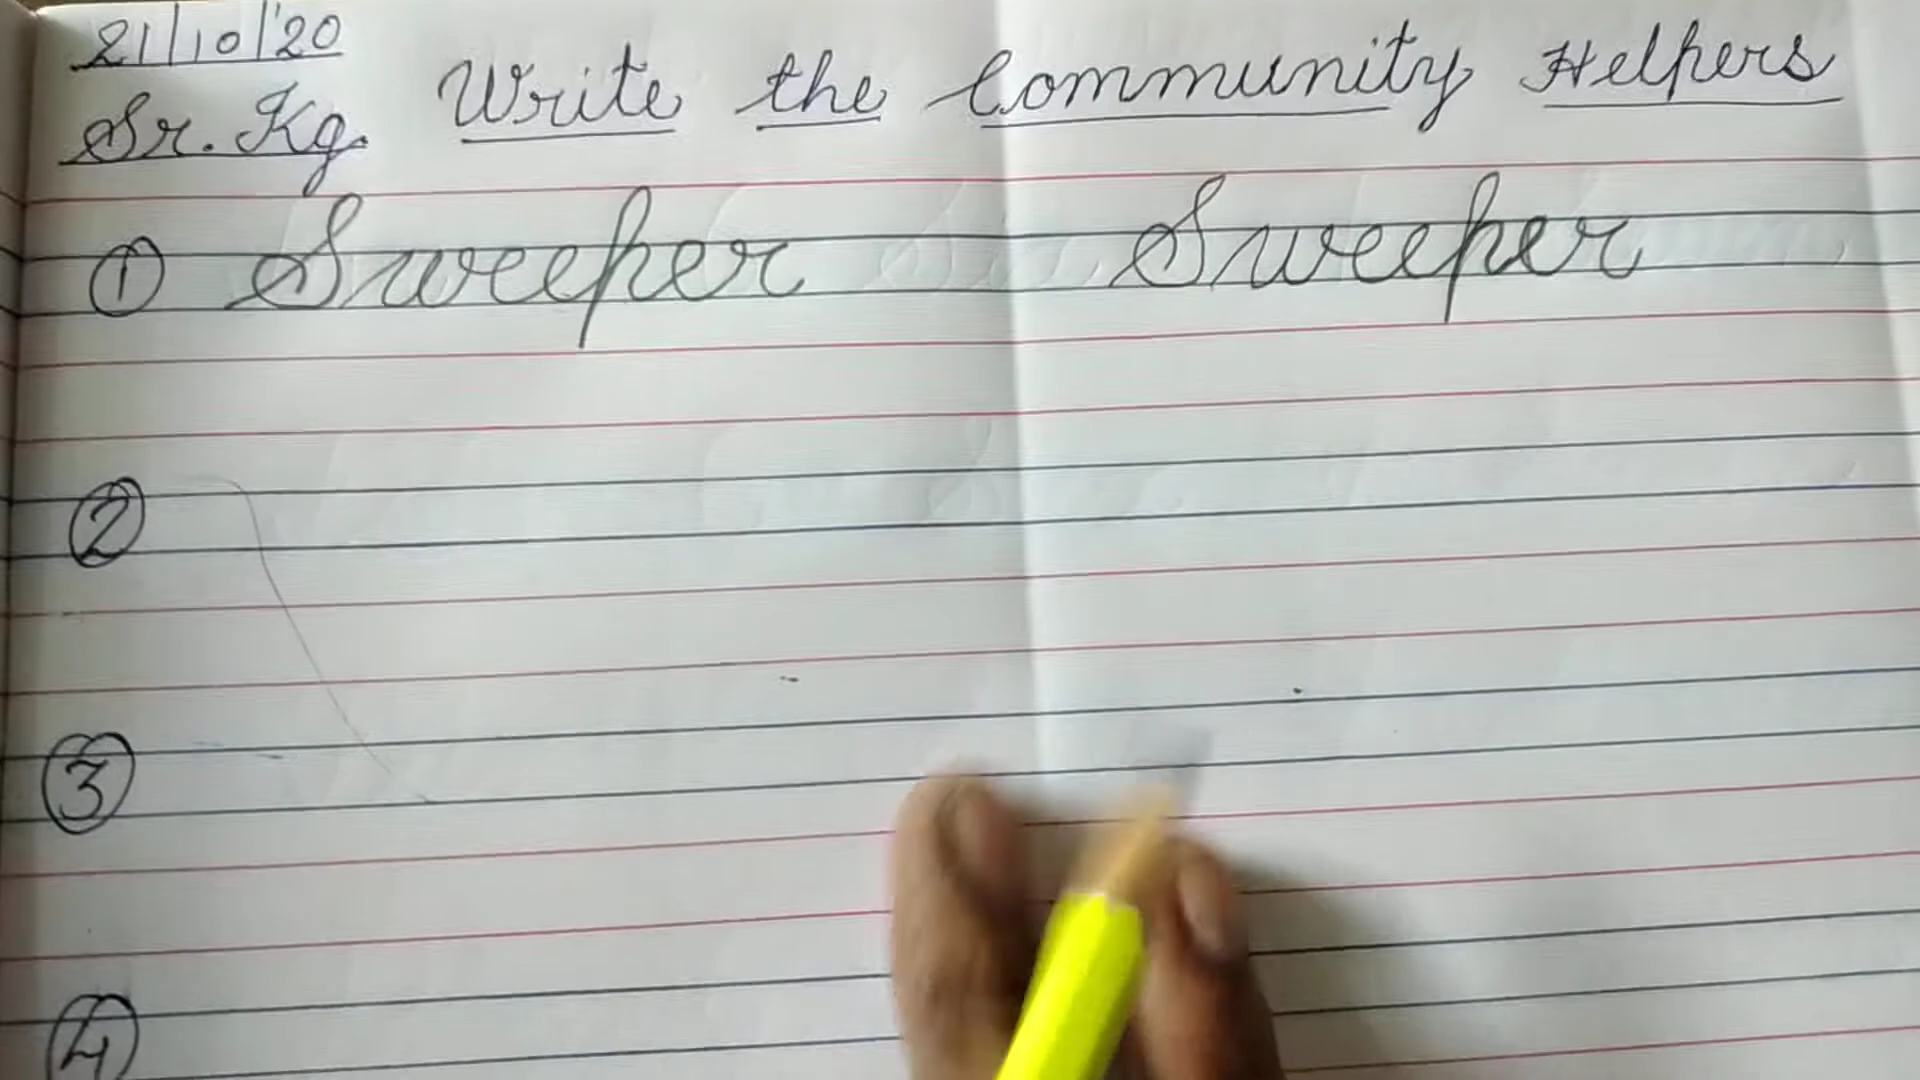 21/10/'20
Sr. Kg. Write the Community Helpers
① Sweeper Sweeper
②
③
④